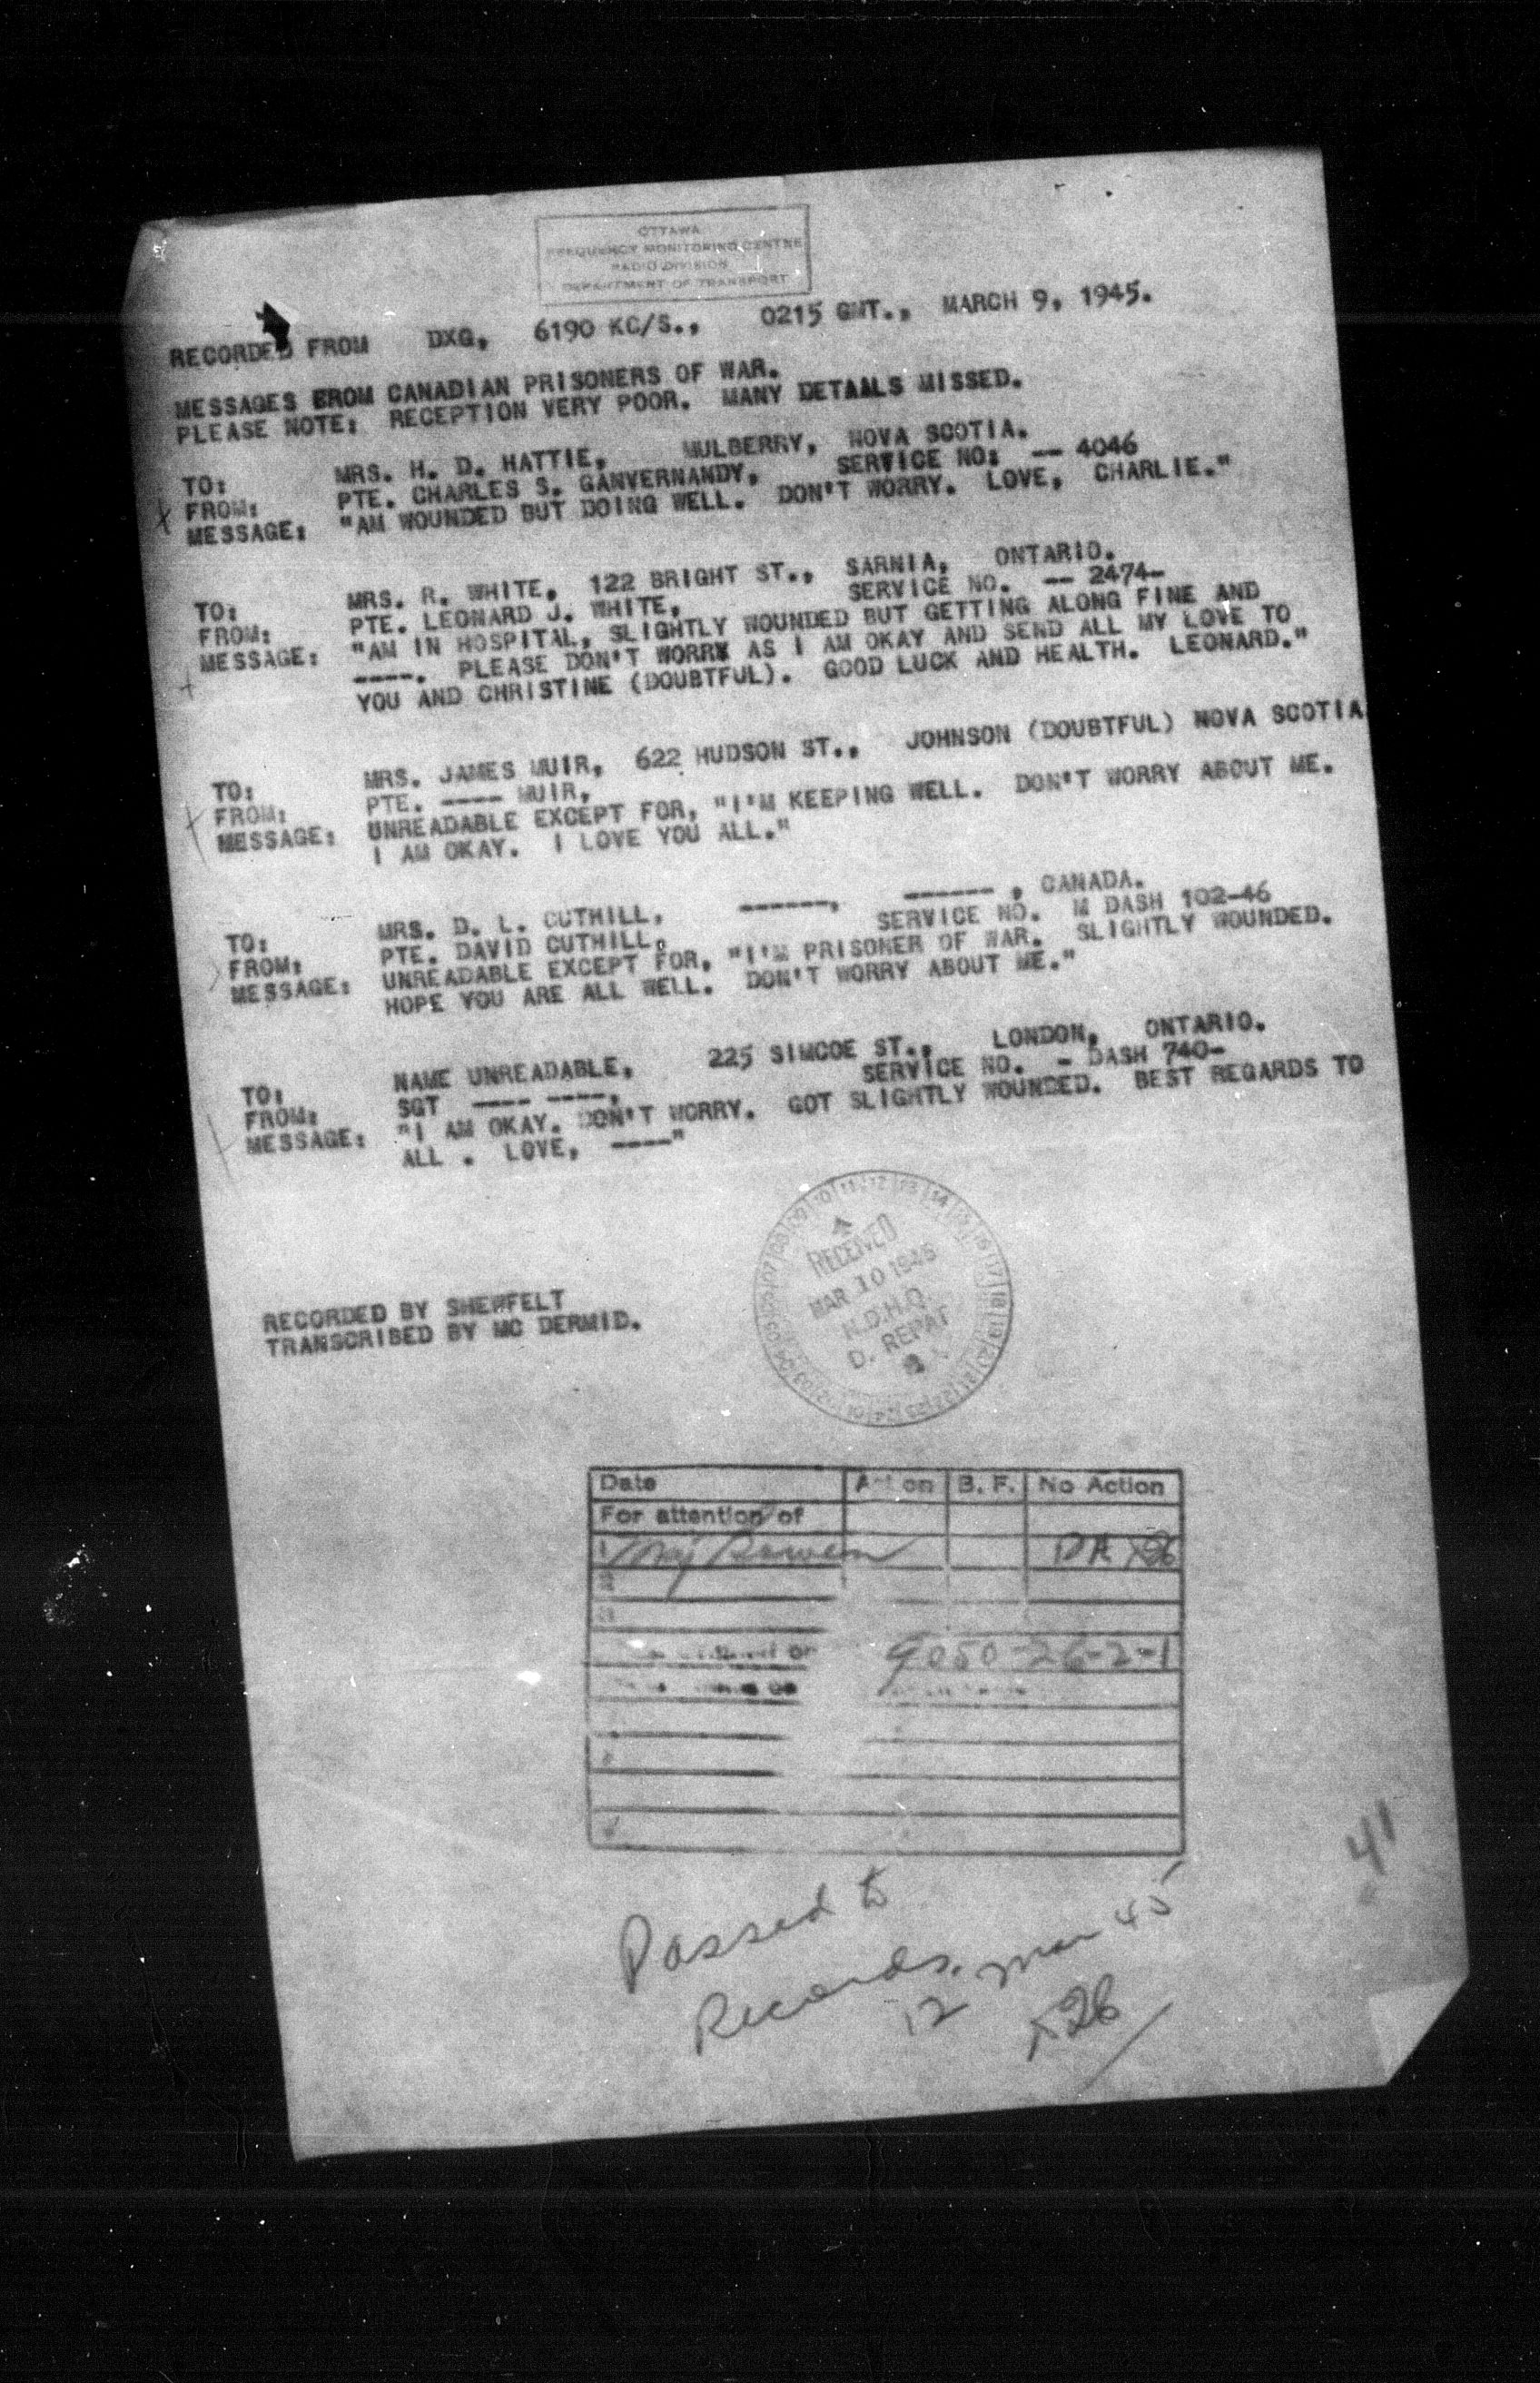 OTTAWA
FREQUENCY MONITORING CENTRE
RADIO DIVISION
DEPARTMENT OF TRANSPORT
RECORDED FROM DXG, 6190 KC/S., 0215 GMT., MARCH 9, 1945.
MESSAGES FROM CANADIAN PRISONERS OF WAR.
PLEASE NOTE: RECEPTION VERY POOR. MANY DETAALS MISSED.
TO: MRS. H. D. HATTIE, MULBERRY, NOVA SCOTIA.
FROM: PTE. CHARLES S. GANVERNANDY, SERVICE NO: -- 4046
MESSAGE: "AM WOUNDED BUT DOING WELL. DON'T WORRY. LOVE, CHARLIE."
TO: MRS. R. WHITE, 122 BRIGHT ST., SARNIA, ONTARIO.
FROM: PTE. LEONARD J. WHITE, SERVICE NO. -- 2474-
MESSAGE: "AM IN HOSPITAL, SLIGHTLY WOUNDED BUT GETTING ALONG FINE AND
----. PLEASE DON'T WORRY AS I AM OKAY AND SEND ALL MY LOVE TO
YOU AND CHRISTINE (DOUBTFUL). GOOD LUCK AND HEALTH. LEONARD."
TO: MRS. JAMES MUIR, 622 HUDSON ST., JOHNSON (DOUBTFUL) NOVA SCOTIA
FROM: PTE. ---- MUIR,
MESSAGE: UNREADABLE EXCEPT FOR, "I'M KEEPING WELL. DON'T WORRY ABOUT ME.
I AM OKAY. I LOVE YOU ALL."
TO: MRS. D. L. CUTHILL, ------, ------, CANADA.
FROM: PTE. DAVID CUTHILL, SERVICE NO. M DASH 102-46
MESSAGE: UNREADABLE EXCEPT FOR, "I'M PRISONER OF WAR. SLIGHTLY WOUNDED.
HOPE YOU ARE ALL WELL. DON'T WORRY ABOUT ME."
TO: NAME UNREADABLE, 225 SIMCOE ST., LONDON, ONTARIO.
FROM: SGT ---- ----, SERVICE NO. - DASH 740-
MESSAGE: "I AM OKAY. DON'T WORRY. GOT SLIGHTLY WOUNDED. BEST REGARDS TO
ALL . LOVE, ----"
RECEIVED
MAR 10 1945
N.D.H.Q.
D. REPAT
RECORDED BY SHEPFELT
TRANSCRIBED BY MC DERMID.
Date Action B. F. No Action
For attention of
1 Maj Bowen PA
2
3
9050-26-2-1
41
Passed to
Records.
12 Mar 45